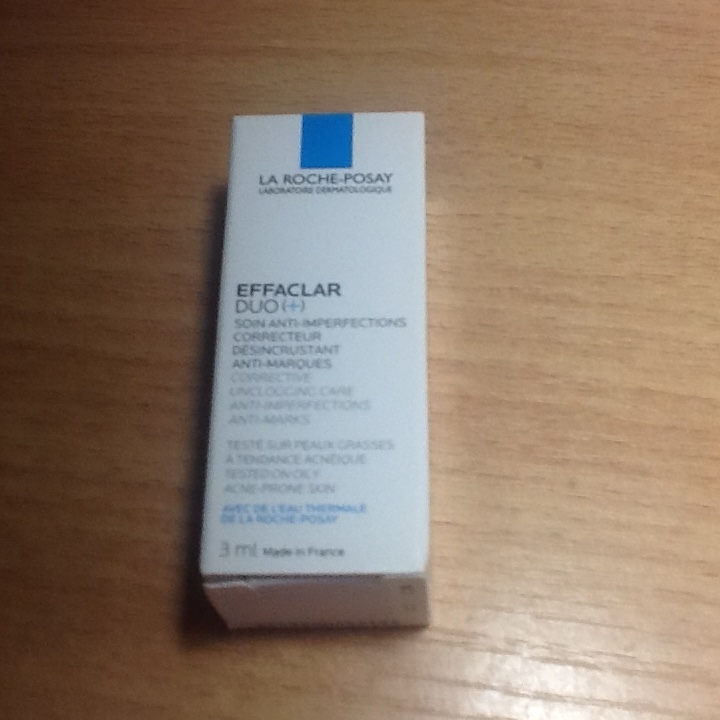 LA ROCHE-POSAY
LABORATOIRE DERMATOLOGIQUE
EFFACLAR
DUO(+)
SOIN ANTI-IMPERFECTIONS
CORRECTEUR
DÉSINCRUSTANT
ANTI-MARQUES
CORRECTIVE
UNCLOGGING CARE
ANTI-IMPERFECTIONS
ANTI-MARKS
TESTÉ SUR PEAUX GRASSES
À TENDANCE ACNÉIQUE
TESTED ON OILY
ACNE-PRONE SKIN
AVEC DE L'EAU THERMALE
DE LA ROCHE-POSAY
3 ml Made in France